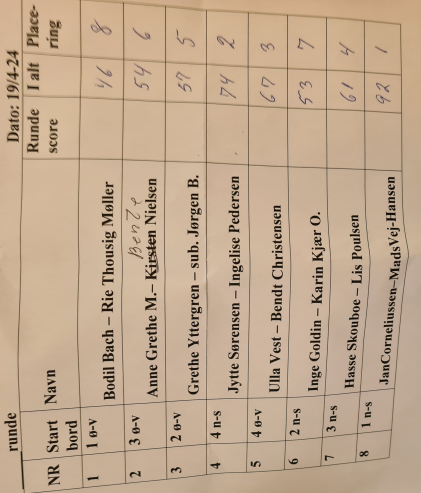 runde Dato: 19/4-24
NR Start bord Navn Runde score I alt Place-ring
1 1 ø-v Bodil Bach – Rie Thousig Møller 46 8
Bente
2 3 ø-v Anne Grethe M.– Kirsten Nielsen 54 6
3 2 ø-v Grethe Yttergren – sub. Jørgen B. 57 5
4 4 n-s Jytte Sørensen – Ingelise Pedersen 74 2
5 4 ø-v Ulla Vest – Bendt Christensen 67 3
6 2 n-s Inge Goldin – Karin Kjær O. 53 7
7 3 n-s Hasse Skouboe – Lis Poulsen 61 4
8 1 n-s JanCorneliussen–MadsVej-Hansen 92 1